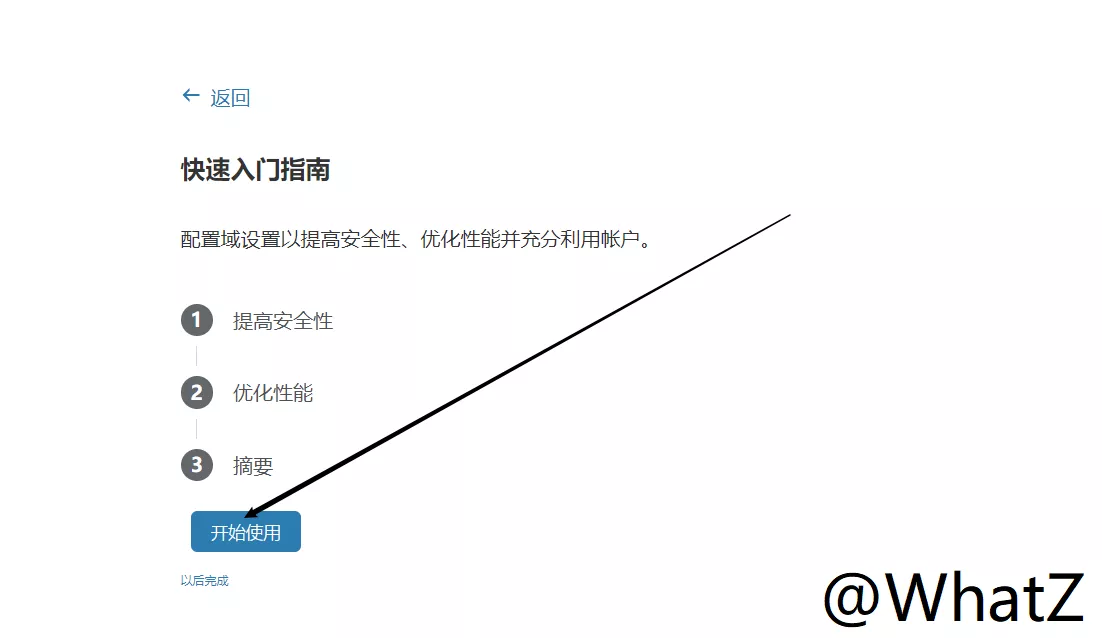 ← 返回
快速入门指南
配置域设置以提高安全性、优化性能并充分利用帐户。
1 提高安全性
2 优化性能
3 摘要
开始使用
以后完成
@WhatZ